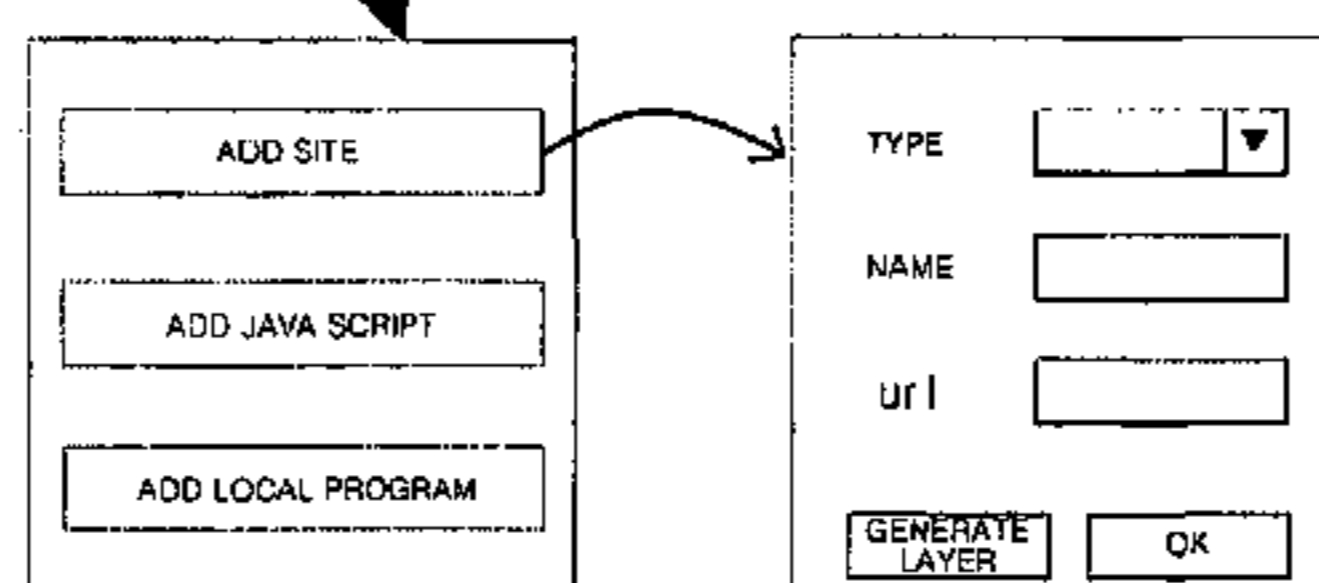 ADD SITE
ADD JAVA SCRIPT
ADD LOCAL PROGRAM
TYPE
NAME
url
GENERATE
LAYER
OK